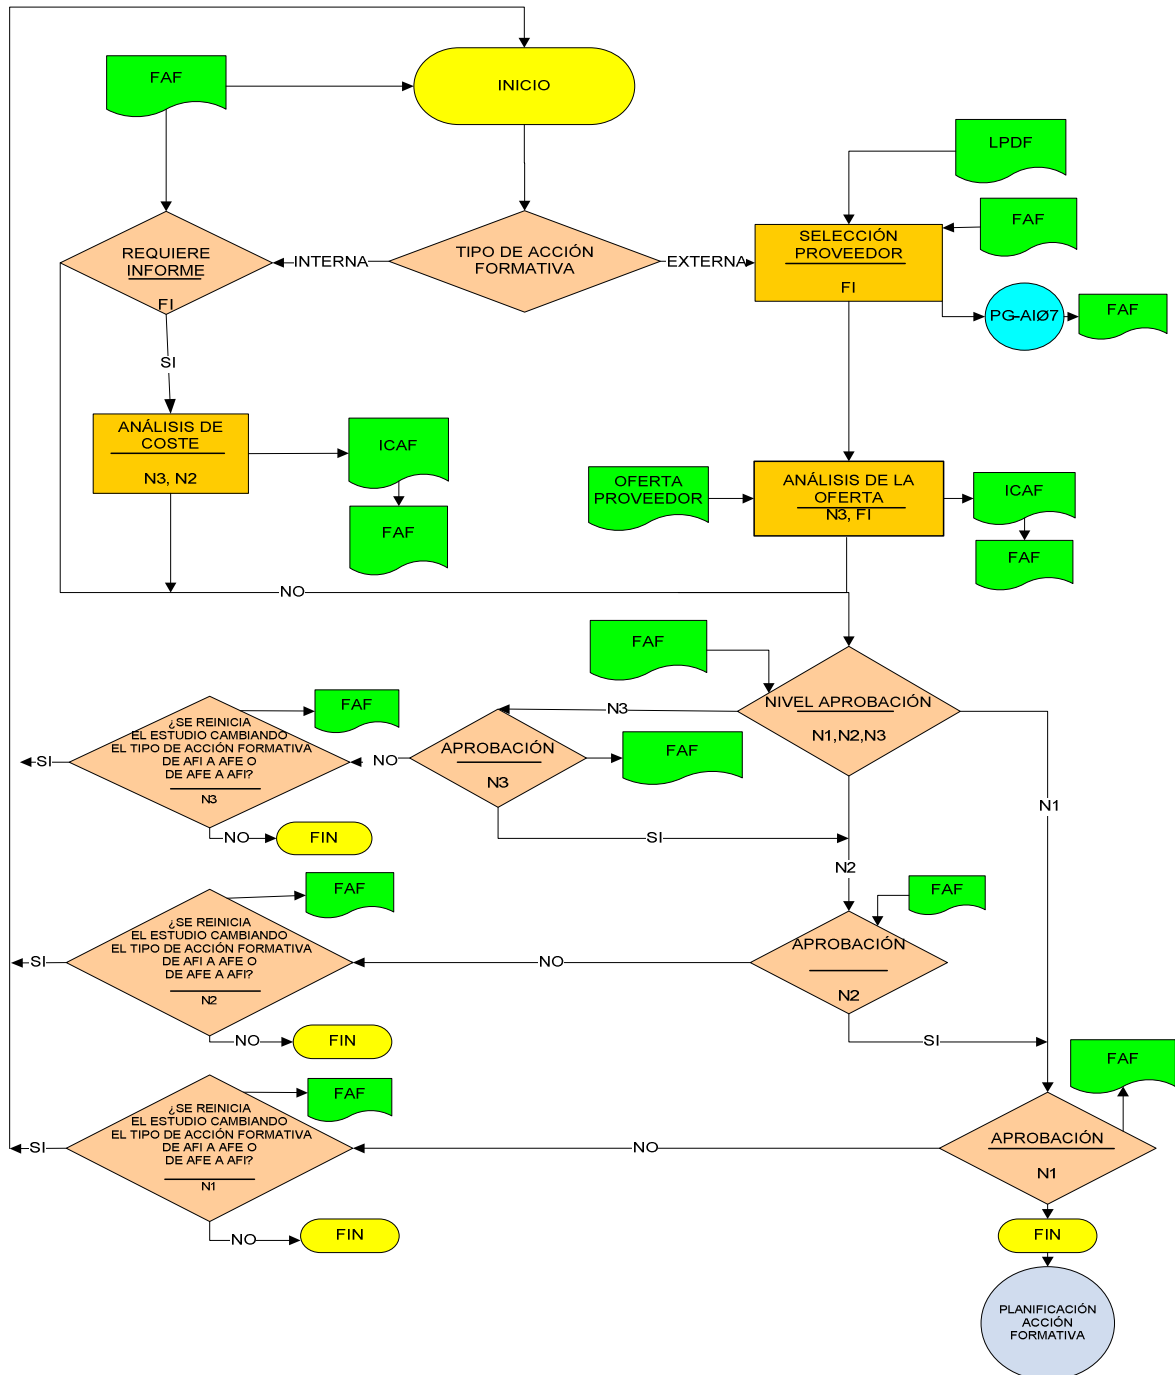 FAF
INICIO
LPDF
FAF
REQUIERE
INFORME
FI
INTERNA
TIPO DE ACCIÓN
FORMATIVA
EXTERNA
SELECCIÓN
PROVEEDOR
FI
PG-AIØ7
FAF
SI
ANÁLISIS DE
COSTE
N3, N2
ICAF
FAF
OFERTA
PROVEEDOR
ANÁLISIS DE LA
OFERTA
N3, FI
ICAF
FAF
NO
FAF
NIVEL APROBACIÓN
N1,N2,N3
N3
N1
FAF
¿SE REINICIA
EL ESTUDIO CAMBIANDO
EL TIPO DE ACCIÓN FORMATIVA
DE AFI A AFE O
DE AFE A AFI?
N3
SI
NO
APROBACIÓN
N3
FAF
NO
FIN
SI
N2
FAF
¿SE REINICIA
EL ESTUDIO CAMBIANDO
EL TIPO DE ACCIÓN FORMATIVA
DE AFI A AFE O
DE AFE A AFI?
N2
SI
NO
APROBACIÓN
N2
FAF
NO
FIN
SI
FAF
FAF
¿SE REINICIA
EL ESTUDIO CAMBIANDO
EL TIPO DE ACCIÓN FORMATIVA
DE AFI A AFE O
DE AFE A AFI?
N1
SI
NO
APROBACIÓN
N1
NO
FIN
FIN
PLANIFICACIÓN
ACCIÓN
FORMATIVA